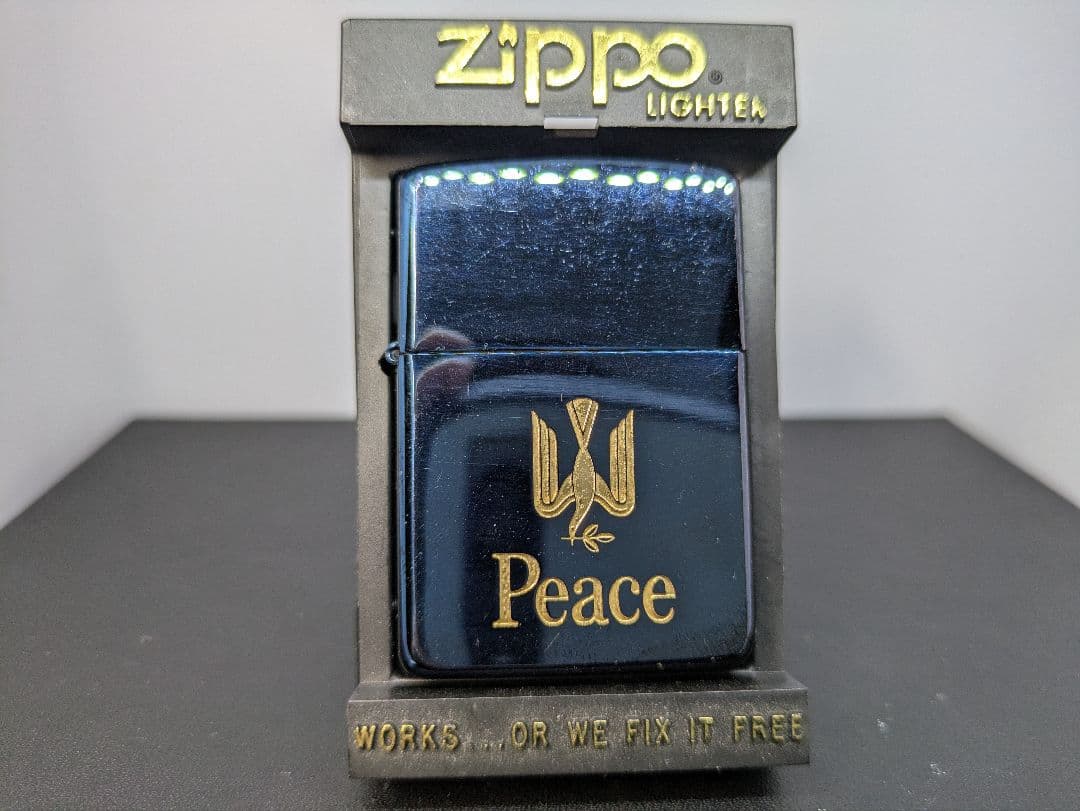 Zippo®
LIGHTER
Peace
WORKS ... OR WE FIX IT FREE